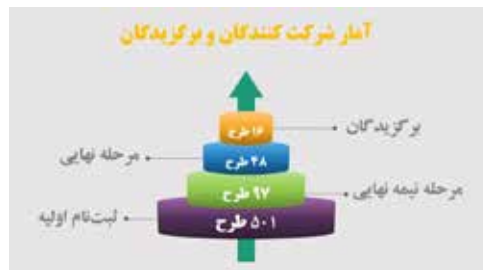 آمار شرکت کنندگان و برگزیدگان
۱۶ طرح
برگزیدگان
۴۸ طرح
مرحله نهایی
۹۷ طرح
مرحله نیمه نهایی
۵۰۱ طرح
ثبت‌نام اولیه